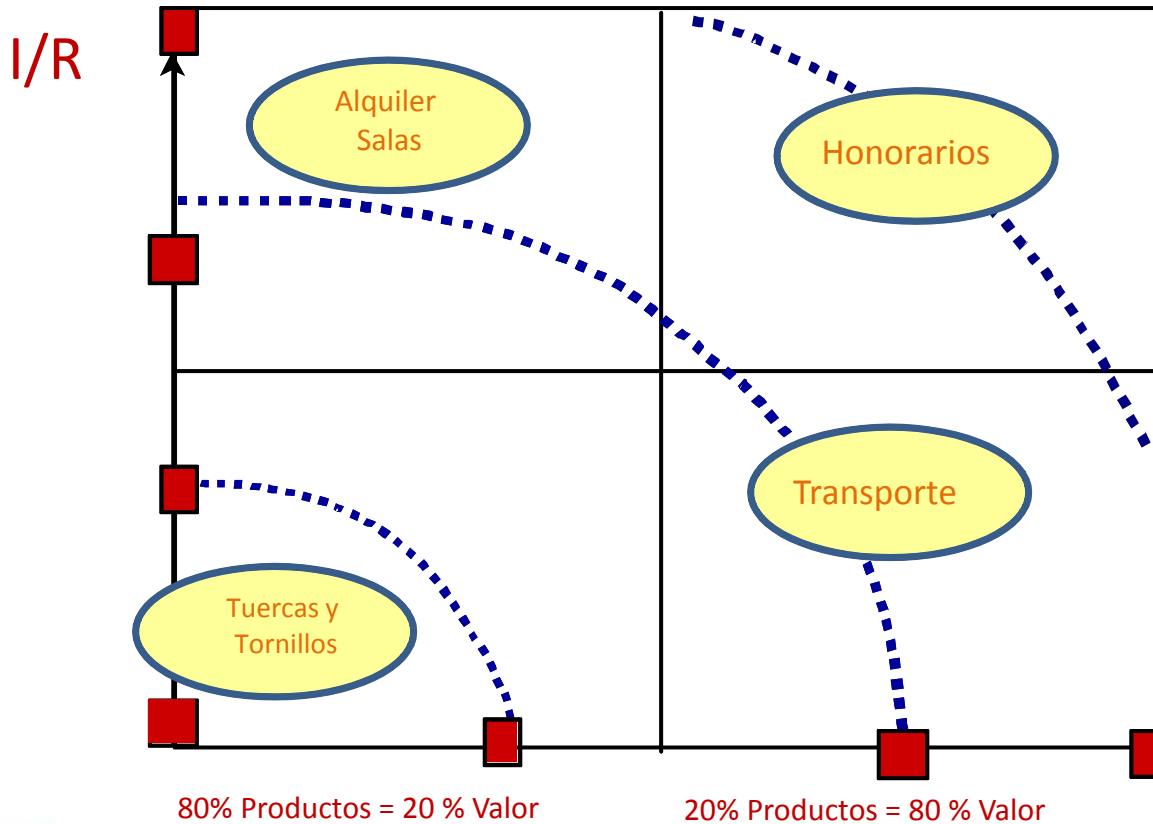 I/R
Alquiler
Salas
Honorarios
Transporte
Tuercas y
Tornillos
80% Productos = 20 % Valor
20% Productos = 80 % Valor